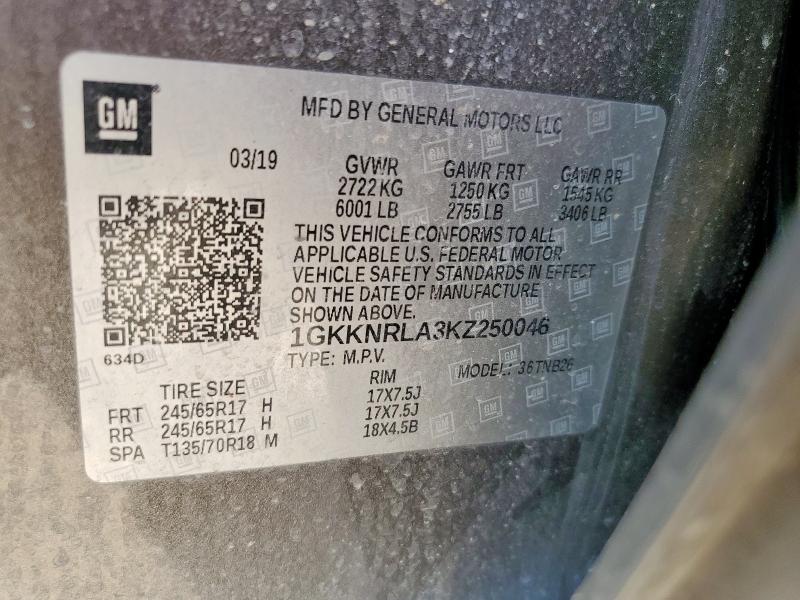 GM
MFD BY GENERAL MOTORS LLC
03/19 GVWR GAWR FRT GAWR RR
2722 KG 1250 KG 1545 KG
6001 LB 2755 LB 3406 LB
THIS VEHICLE CONFORMS TO ALL
APPLICABLE U.S. FEDERAL MOTOR
VEHICLE SAFETY STANDARDS IN EFFECT
ON THE DATE OF MANUFACTURE
SHOWN ABOVE.
1GKKNRLA3KZ250046
634D
TYPE: M.P.V. MODEL: 36TNB26
TIRE SIZE RIM
FRT 245/65R17 H 17X7.5J
RR 245/65R17 H 17X7.5J
SPA T135/70R18 M 18X4.5B